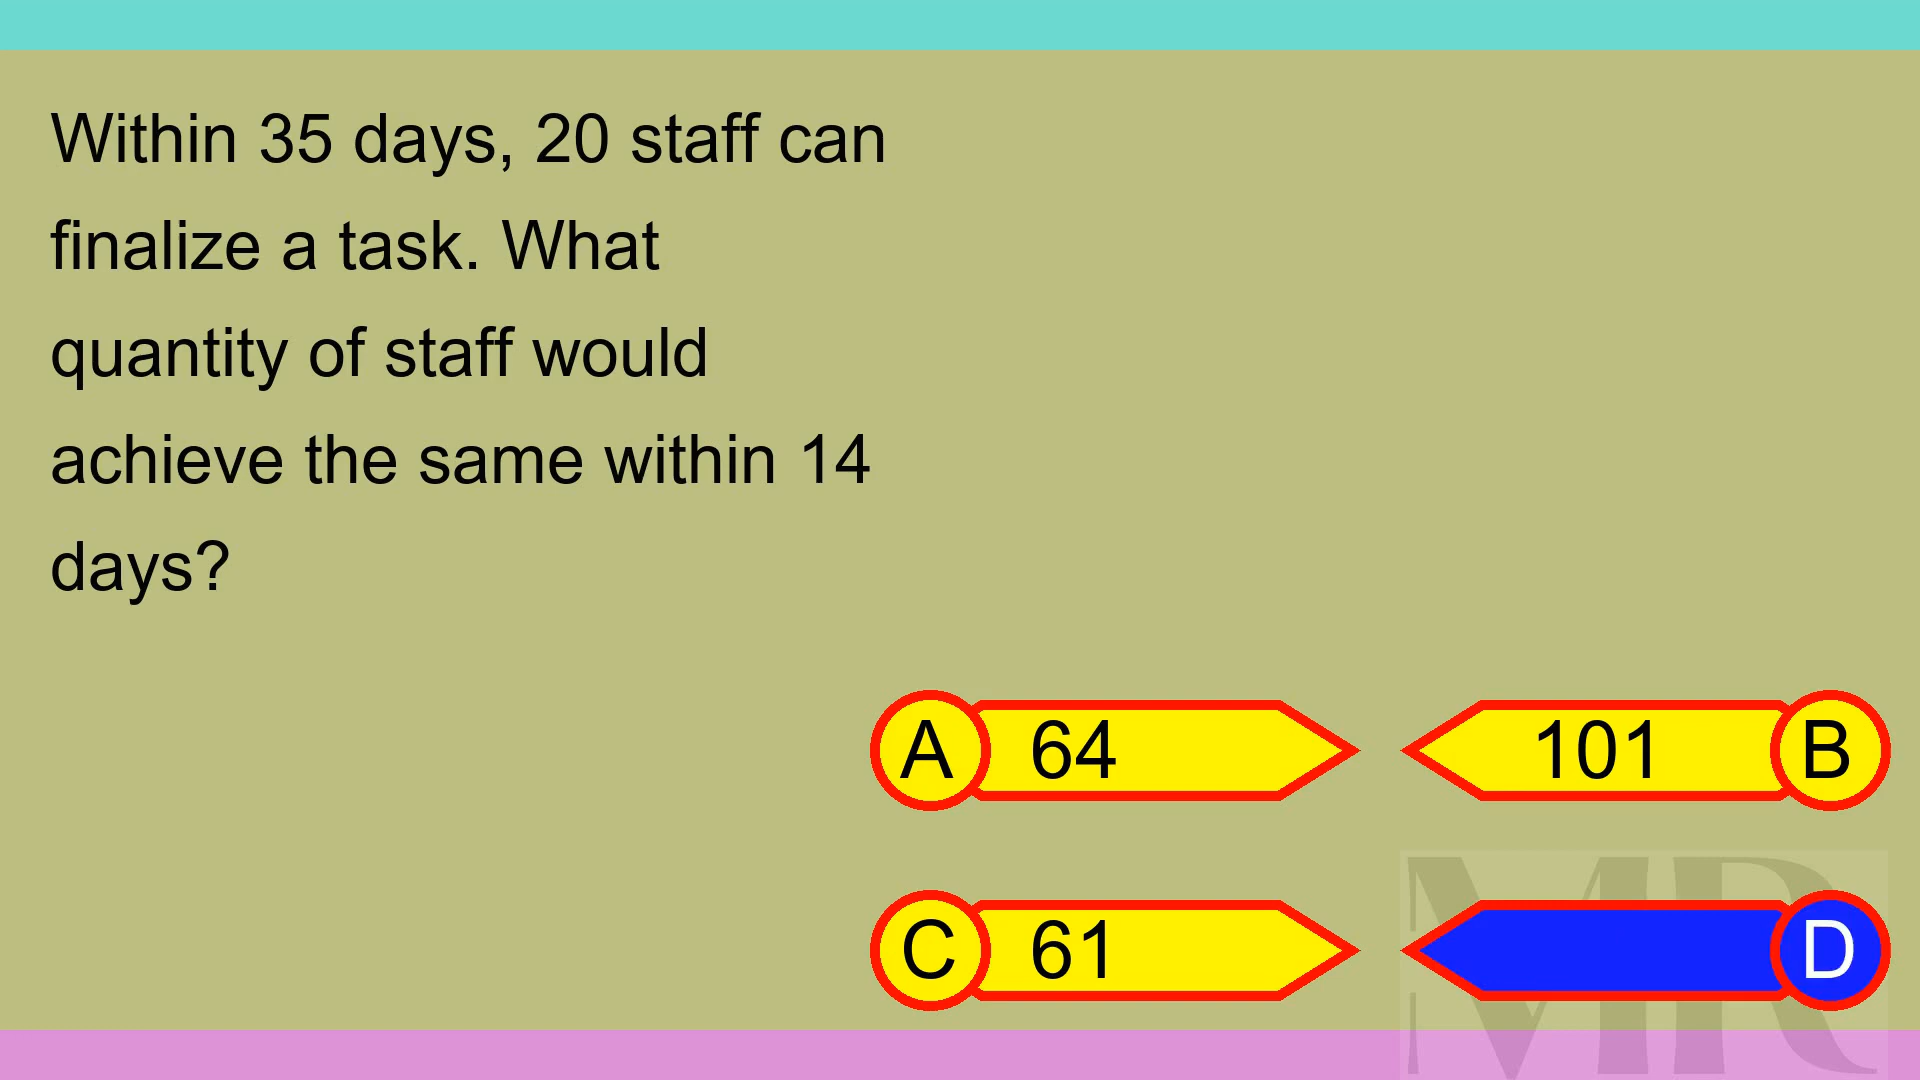 Within 35 days, 20 staff can
finalize a task. What
quantity of staff would
achieve the same within 14
days?
A 64
101 B
C 61
D
MR